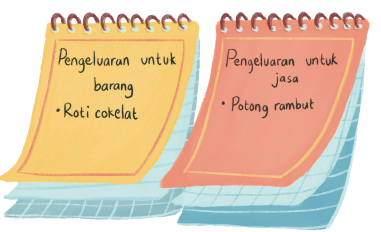 Pengeluaran untuk
barang
• Roti cokelat
Pengeluaran untuk
jasa
• Potong rambut